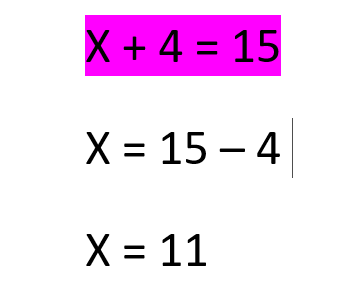 X + 4 = 15
X = 15 – 4
X = 11